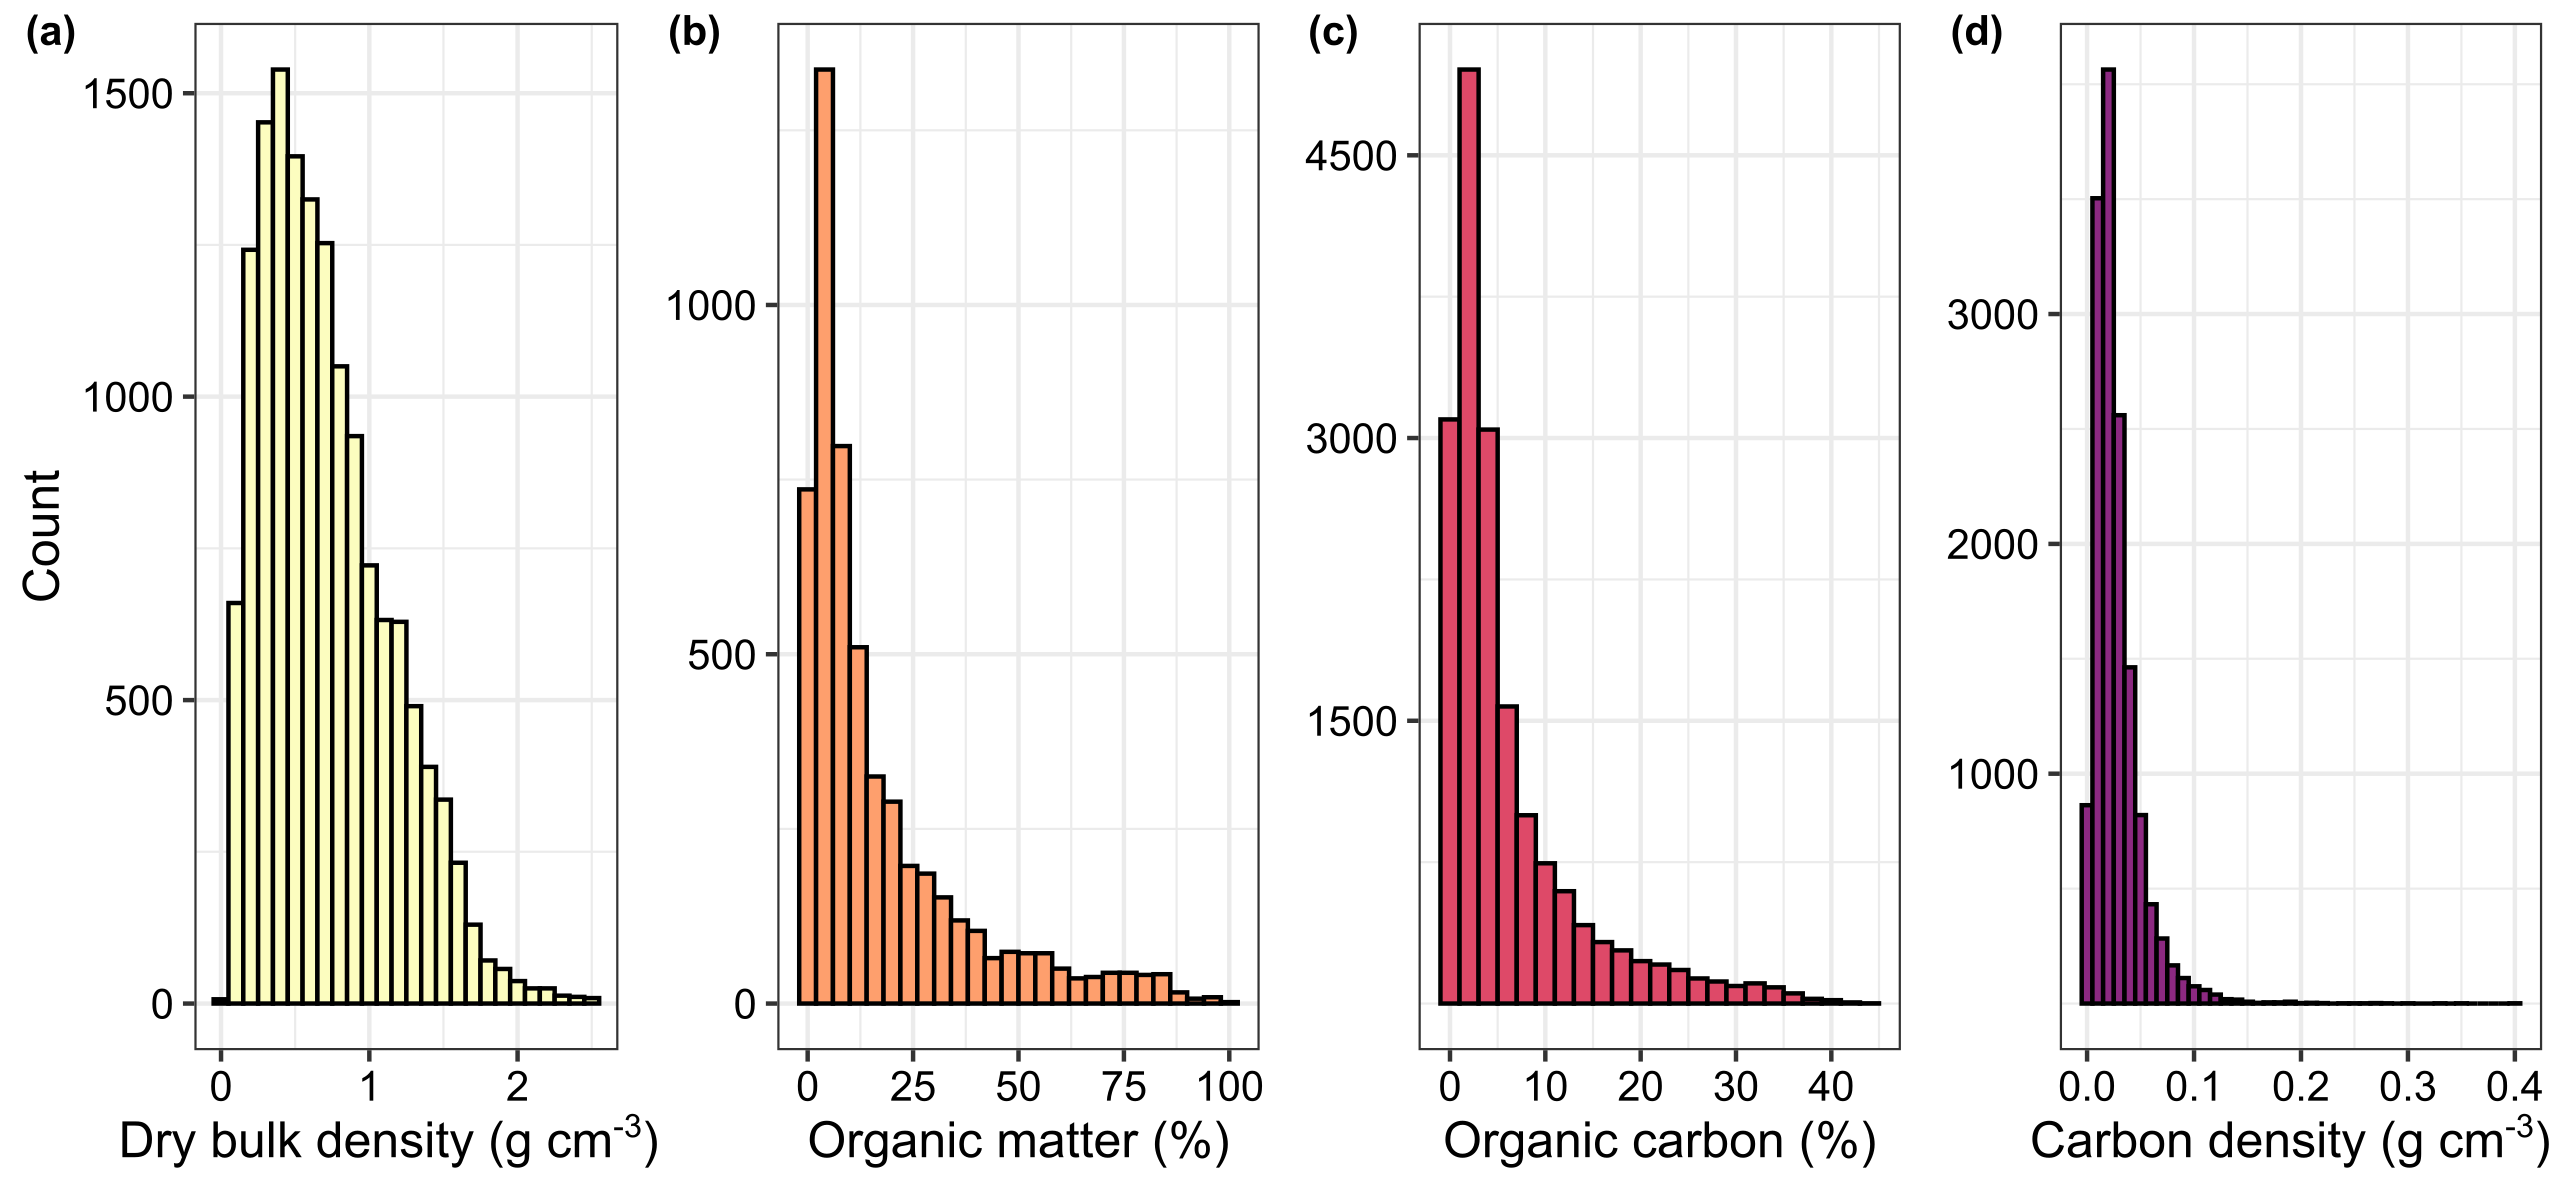 (a)
1500
1000
500
0
Count
0 1 2
Dry bulk density (g cm⁻³)
(b)
1000
500
0
0 25 50 75 100
Organic matter (%)
(c)
4500
3000
1500
0 10 20 30 40
Organic carbon (%)
(d)
3000
2000
1000
0.0 0.1 0.2 0.3 0.4
Carbon density (g cm⁻³)